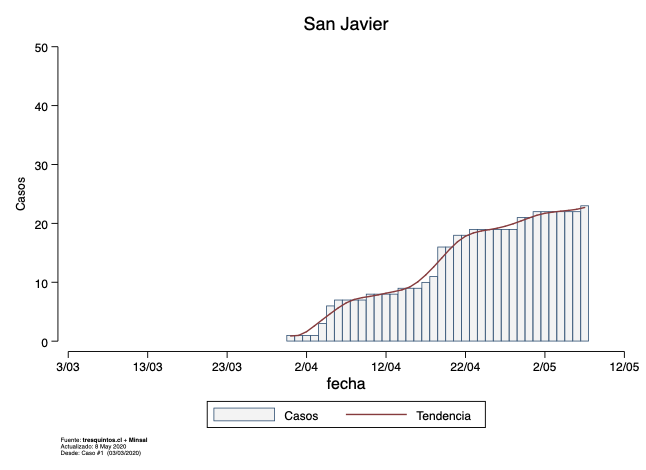 San Javier
Casos
50
40
30
20
10
0
3/03 13/03 23/03 2/04 12/04 22/04 2/05 12/05
fecha
Casos Tendencia
Fuente: tresquintos.cl + Minsal
Actualizado: 8 May 2020
Desde: Caso #1 (03/03/2020)